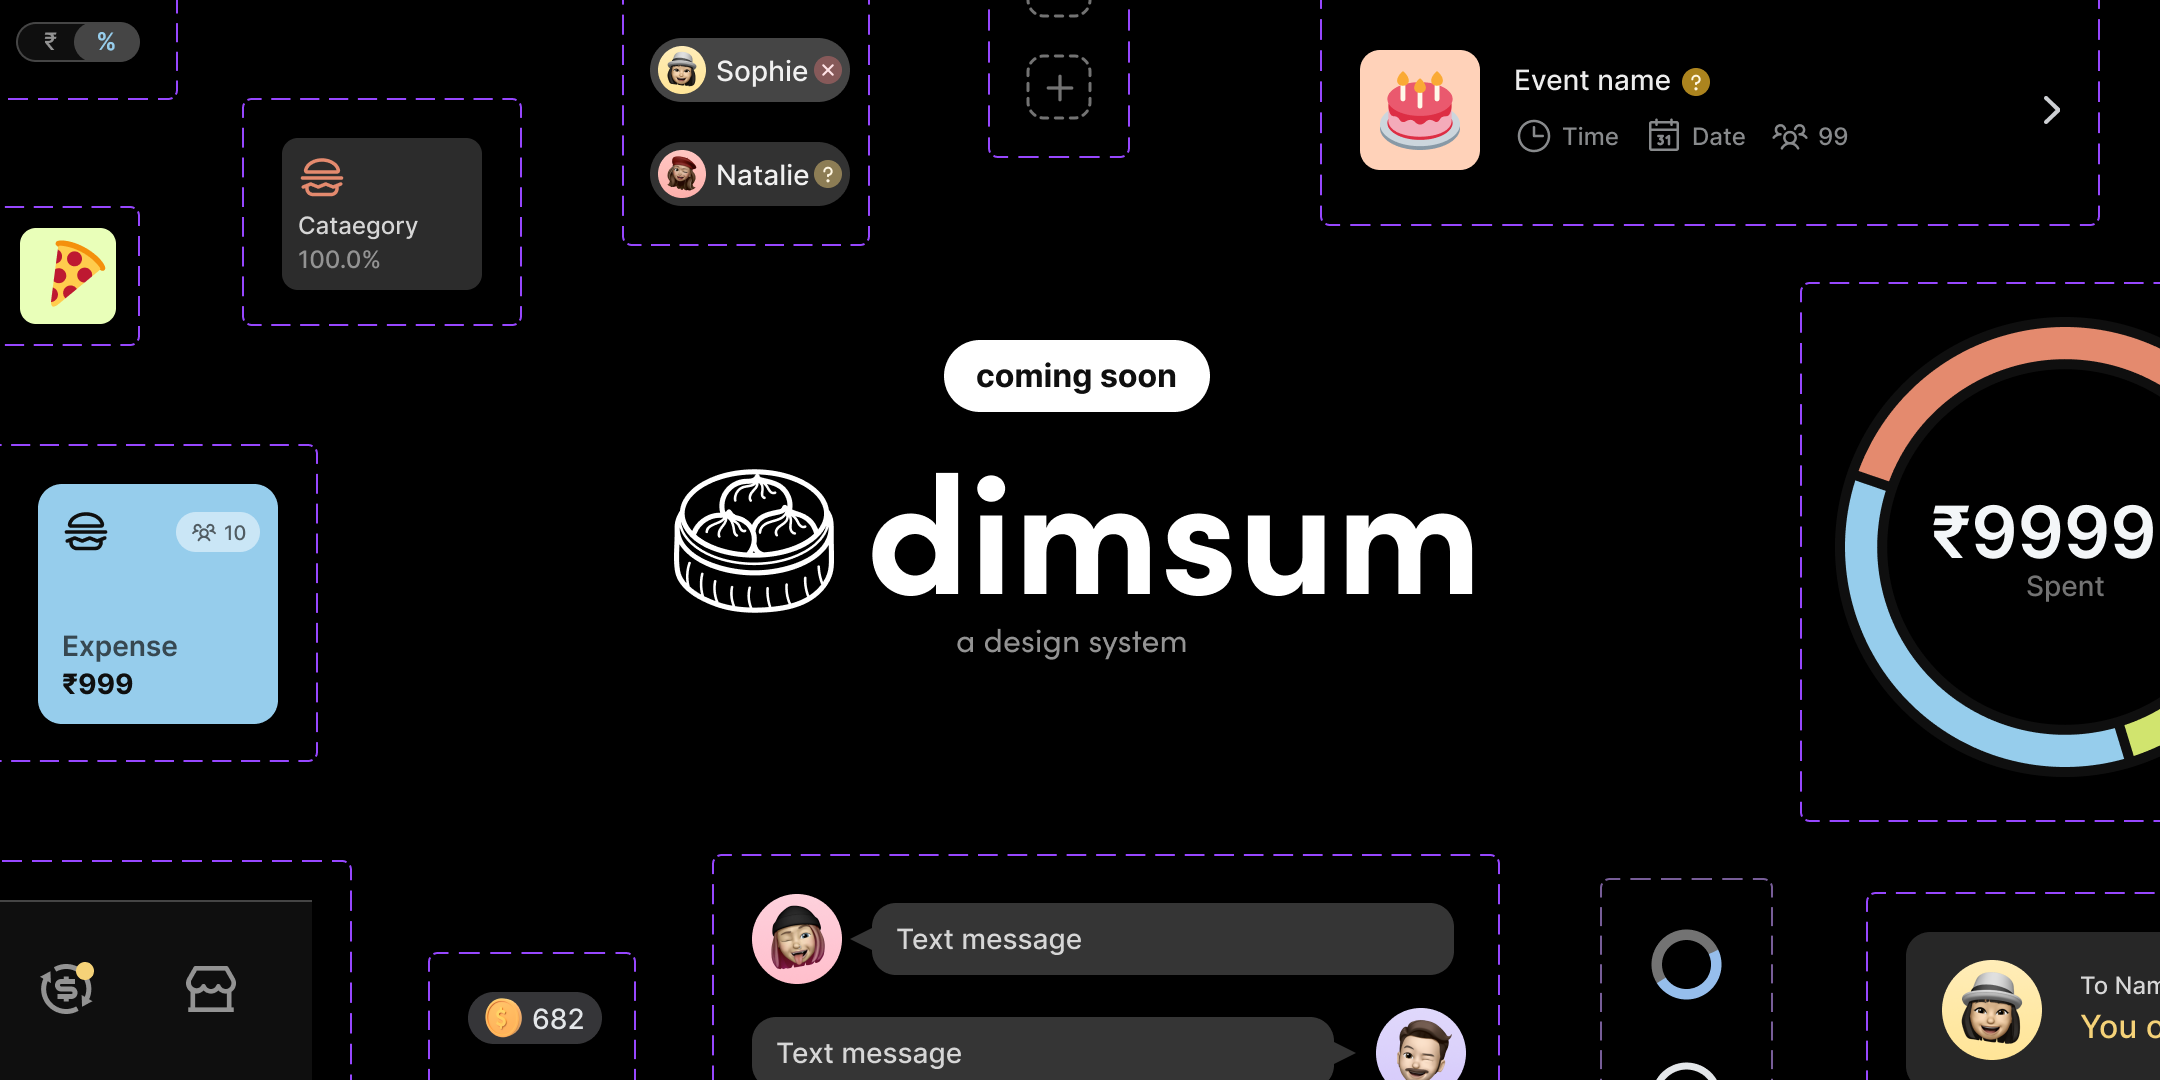 ₹ %
Sophie
Natalie ?
Event name ?
Time 31 Date 99
Cataegory
100.0%
coming soon
dimsum
a design system
10
Expense
₹999
₹9999
Spent
$
$ 682
Text message
Text message
To Nam
You